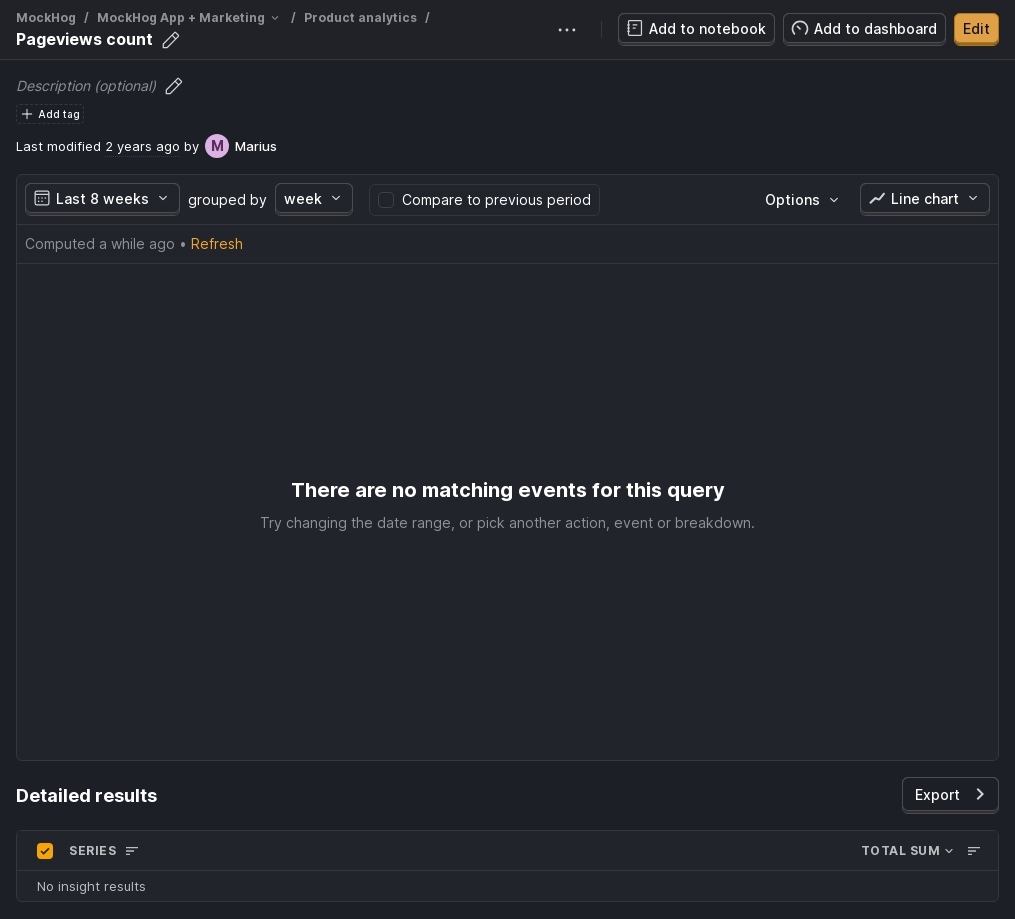 MockHog / MockHog App + Marketing / Product analytics /
Pageviews count
Add to notebook
Add to dashboard
Edit
Description (optional)
Add tag
Last modified 2 years ago by M Marius
Last 8 weeks grouped by week Compare to previous period Options Line chart
Computed a while ago • Refresh
There are no matching events for this query
Try changing the date range, or pick another action, event or breakdown.
Detailed results
Export
SERIES TOTAL SUM
No insight results